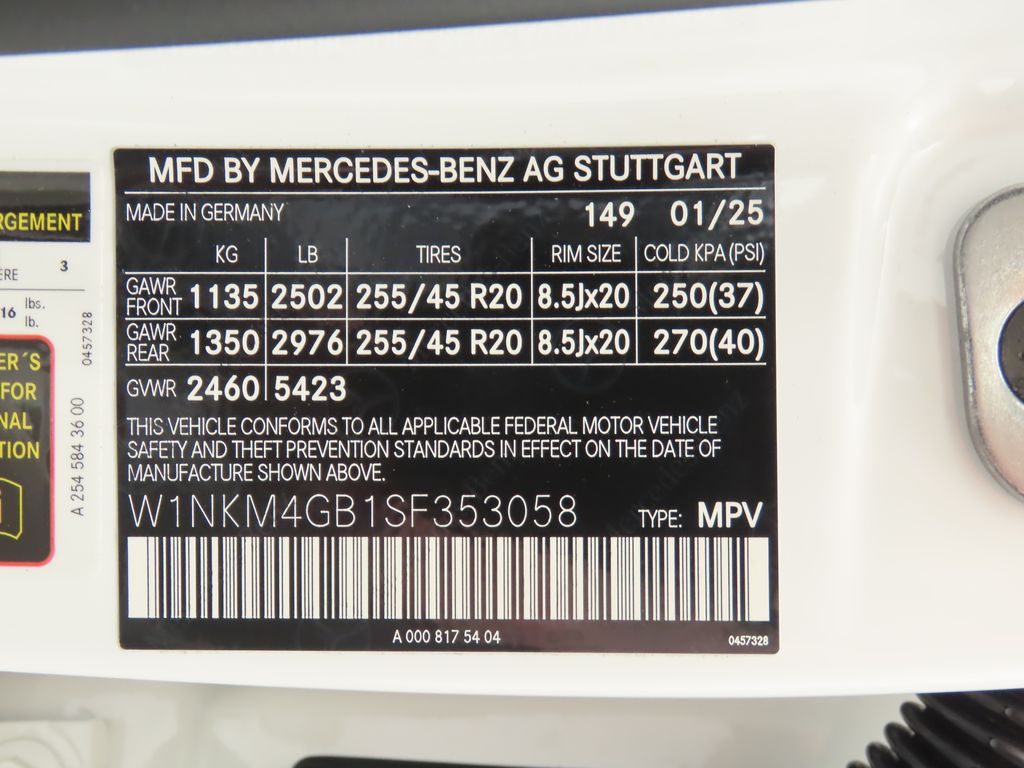 MFD BY MERCEDES-BENZ AG STUTTGART
MADE IN GERMANY 149 01/25
KG LB TIRES RIM SIZE COLD KPA (PSI)
GAWR FRONT 1135 2502 255/45 R20 8.5Jx20 250(37)
GAWR REAR 1350 2976 255/45 R20 8.5Jx20 270(40)
GVWR 2460 5423
THIS VEHICLE CONFORMS TO ALL APPLICABLE FEDERAL MOTOR VEHICLE
SAFETY AND THEFT PREVENTION STANDARDS IN EFFECT ON THE DATE OF
MANUFACTURE SHOWN ABOVE.
W1NKM4GB1SF353058 TYPE: MPV
A 000 817 54 04 0457328
RGEMENT
ERE 3
16 lbs.
lb.
0457328
A 254 584 36 00
ER´S
FOR
NAL
TION